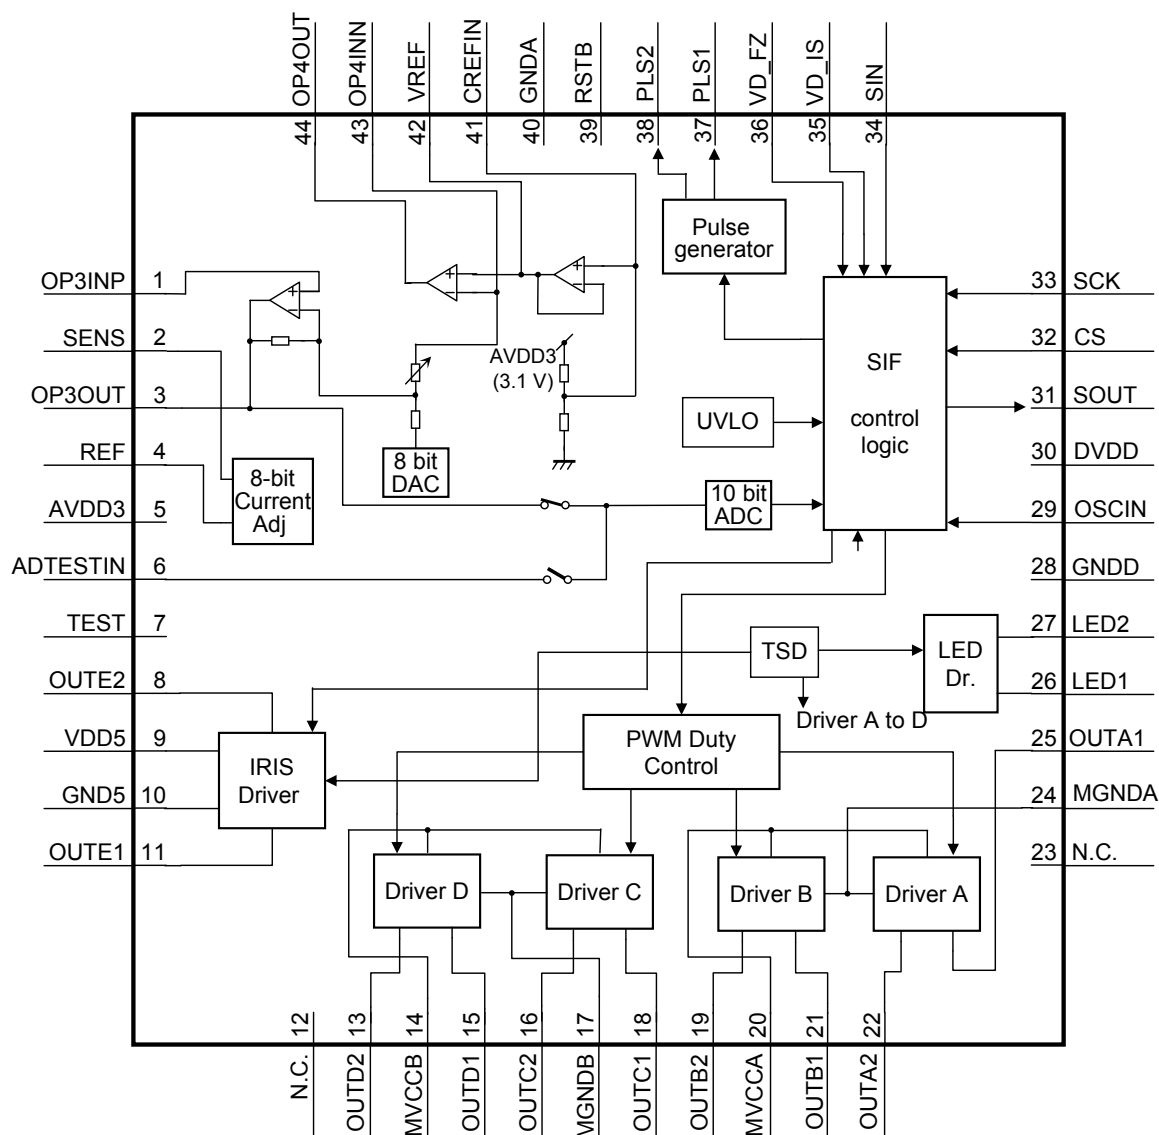 OP4OUT
OP4INN
VREF
CREFIN
GNDA
RSTB
PLS2
PLS1
VD_FZ
VD_IS
SIN
44
43
42
41
40
39
38
37
36
35
34
OP3INP 1
SENS 2
OP3OUT 3
REF 4
AVDD3 5
ADTESTIN 6
TEST 7
OUTE2 8
VDD5 9
GND5 10
OUTE1 11
+
-
+
-
+
-
Pulse
generator
AVDD3
(3.1 V)
8 bit
DAC
8-bit
Current
Adj
UVLO
10 bit
ADC
SIF
control
logic
TSD
Driver A to D
LED
Dr.
IRIS
Driver
PWM Duty
Control
Driver D
Driver C
Driver B
Driver A
33 SCK
32 CS
31 SOUT
30 DVDD
29 OSCIN
28 GNDD
27 LED2
26 LED1
25 OUTA1
24 MGNDA
23 N.C.
12
13
14
15
16
17
18
19
20
21
22
N.C.
OUTD2
MVCCB
OUTD1
OUTC2
MGNDB
OUTC1
OUTB2
MVCCA
OUTB1
OUTA2